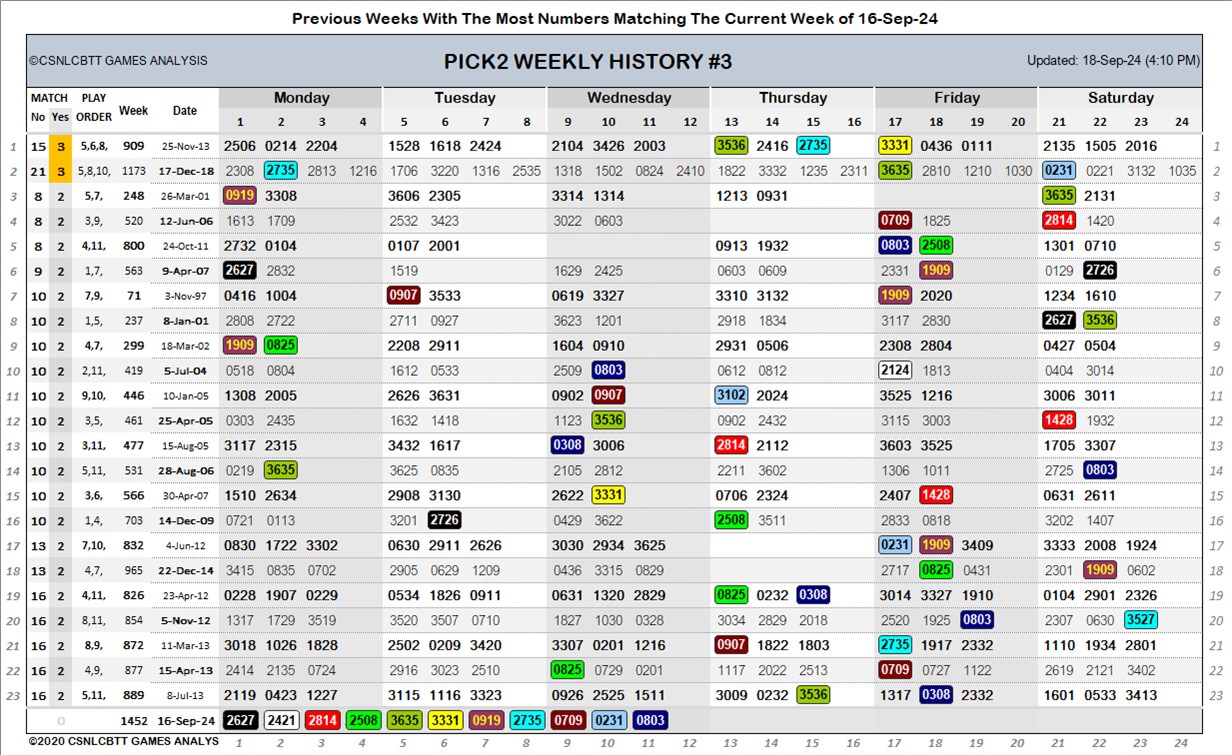 Previous Weeks With The Most Numbers Matching The Current Week of 16-Sep-24
©CSNLCBTT GAMES ANALYSIS PICK2 WEEKLY HISTORY #3 Updated: 18-Sep-24 (4:10 PM)
MATCH PLAY Week Date Monday Tuesday Wednesday Thursday Friday Saturday
No Yes ORDER 1 2 3 4 5 6 7 8 9 10 11 12 13 14 15 16 17 18 19 20 21 22 23 24
1 15 3 5,6,8, 909 25-Nov-13 2506 0214 2204 1528 1618 2424 2104 3426 2003 3536 2416 2735 3331 0436 0111 2135 1505 2016 1
2 21 3 5,8,10, 1173 17-Dec-18 2308 2735 2813 1216 1706 3220 1316 2535 1318 1502 0824 2410 1822 3332 1235 2311 3635 2810 1210 1030 0231 0221 3132 1035 2
3 8 2 5,7, 248 26-Mar-01 0919 3308 3606 2305 3314 1314 1213 0931 3635 2131 3
4 8 2 3,9, 520 12-Jun-06 1613 1709 2532 3423 3022 0603 0709 1825 2814 1420 4
5 8 2 4,11, 800 24-Oct-11 2732 0104 0107 2001 0913 1932 0803 2508 1301 0710 5
6 9 2 1,7, 563 9-Apr-07 2627 2832 1519 1629 2425 0603 0609 2331 1909 0129 2726 6
7 10 2 7,9, 71 3-Nov-97 0416 1004 0907 3533 0619 3327 3310 3132 1909 2020 1234 1610 7
8 10 2 1,5, 237 8-Jan-01 2808 2722 2711 0927 3623 1201 2918 1834 3117 2830 2627 3536 8
9 10 2 4,7, 299 18-Mar-02 1909 0825 2208 2911 1604 0910 2931 0506 2308 2804 0427 0504 9
10 10 2 2,11, 419 5-Jul-04 0518 0804 1612 0533 2509 0803 0612 0812 2124 1813 0404 3014 10
11 10 2 9,10, 446 10-Jan-05 1308 2005 2626 3631 0902 0907 3102 2024 3525 1216 3006 3011 11
12 10 2 3,5, 461 25-Apr-05 0303 2435 1632 1418 1123 3536 0902 2432 3115 3003 1428 1932 12
13 10 2 3,11, 477 15-Aug-05 3117 2315 3432 1617 0308 3006 2814 2112 3603 3525 1705 3307 13
14 10 2 5,11, 531 28-Aug-06 0219 3635 3625 0835 2105 2812 2211 3602 1306 1011 2725 0803 14
15 10 2 3,6, 566 30-Apr-07 1510 2634 2908 3130 2622 3331 0706 2324 2407 1428 0631 2611 15
16 10 2 1,4, 703 14-Dec-09 0721 0113 3201 2726 0429 3622 2508 3511 2833 0818 3202 1407 16
17 13 2 7,10, 832 4-Jun-12 0830 1722 3302 0630 2911 2626 3030 2934 3625 0231 1909 3409 3333 2008 1924 17
18 13 2 4,7, 965 22-Dec-14 3415 0835 0702 2905 0629 1209 0436 3315 0829 2717 0825 0431 2301 1909 0602 18
19 16 2 4,11, 826 23-Apr-12 0228 1907 0229 0534 1826 0911 0631 1320 2829 0825 0232 0308 3014 3327 1910 0104 2901 2326 19
20 16 2 8,11, 854 5-Nov-12 1317 1729 3519 3520 3507 0710 1827 1030 0328 3034 2829 2018 2520 1925 0803 2307 0630 3527 20
21 16 2 8,9, 872 11-Mar-13 3018 1026 1828 2502 0209 3420 3307 0201 1216 0907 1822 1803 2735 1917 2332 1110 1934 2801 21
22 16 2 4,9, 877 15-Apr-13 2414 2135 0724 2916 3023 2510 0825 0729 0201 1117 2022 2513 0709 0727 1122 2619 2121 3402 22
23 16 2 5,11, 889 8-Jul-13 2119 0423 1227 3115 1116 3323 0926 2525 1511 3009 0232 3536 1317 0308 2332 1601 0533 3413 23
0 1452 16-Sep-24 2627 2421 2814 2508 3635 3331 0919 2735 0709 0231 0803
©2020 CSNLCBTT GAMES ANALYS 1 2 3 4 5 6 7 8 9 10 11 12 13 14 15 16 17 18 19 20 21 22 23 24